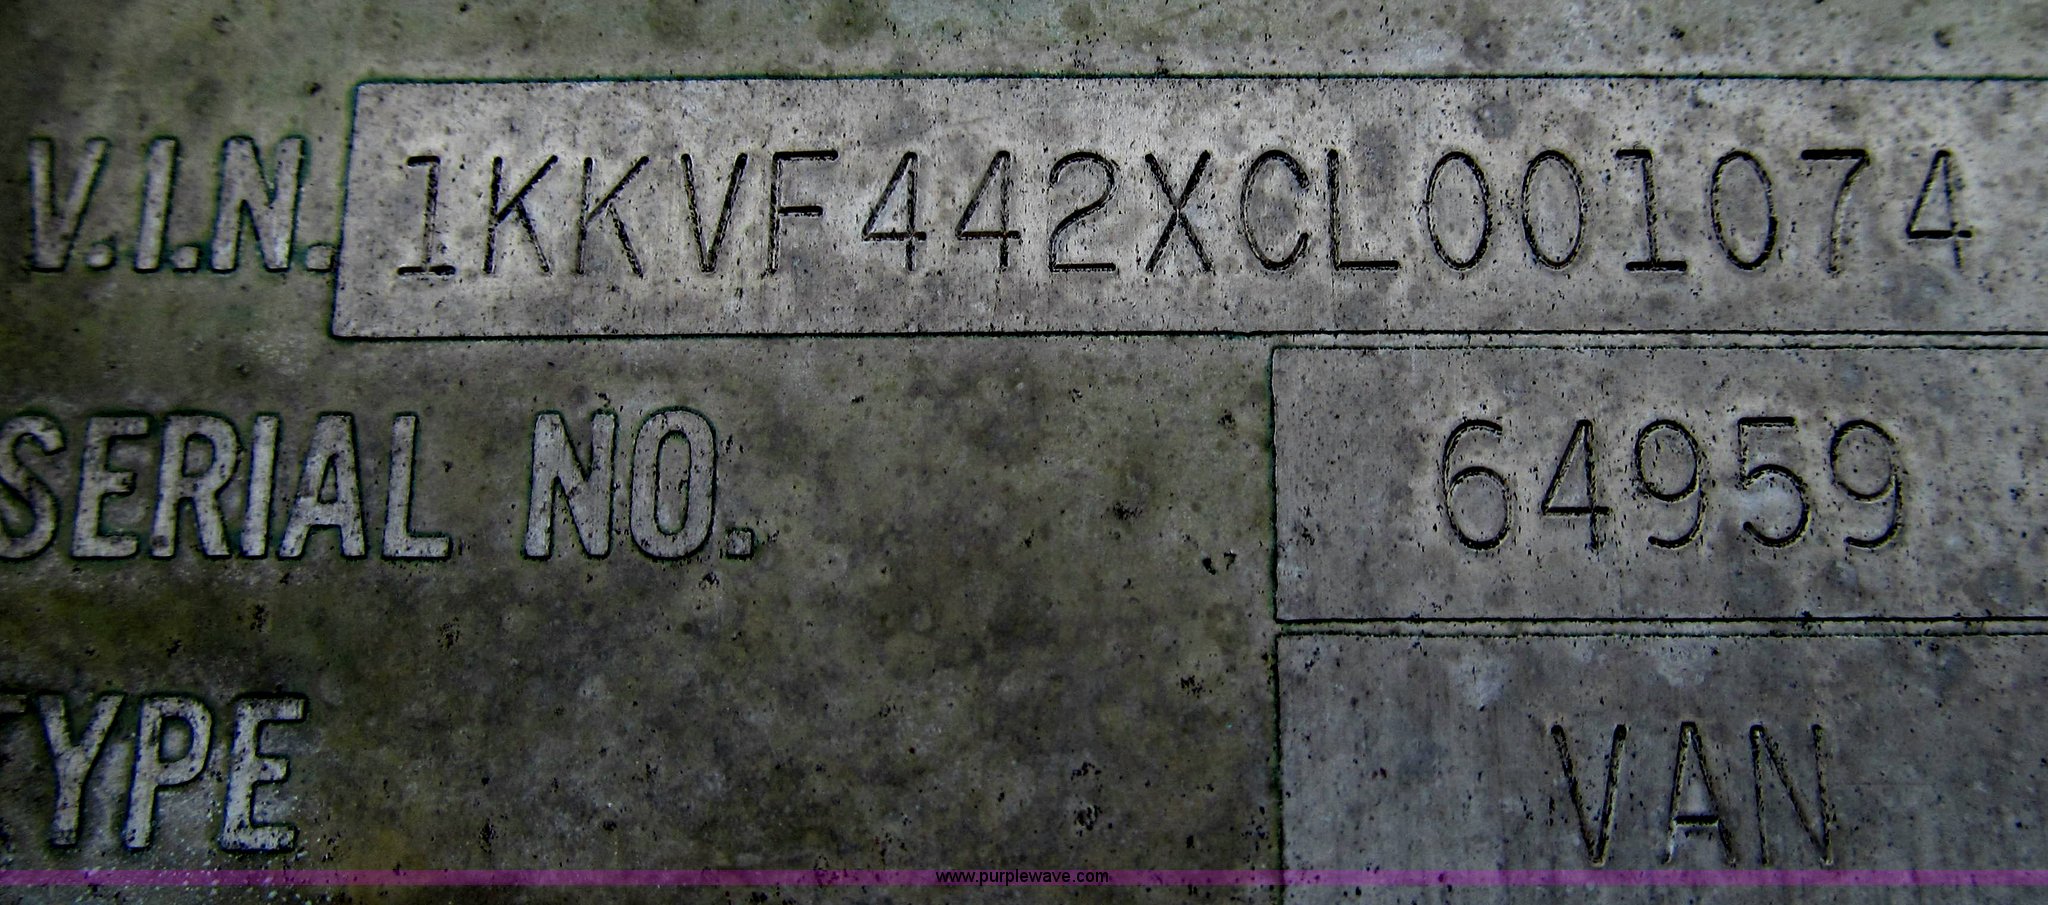 V.I.N. 1KKVF442XCL001074
SERIAL NO. 64959
TYPE VAN
www.purplewave.com